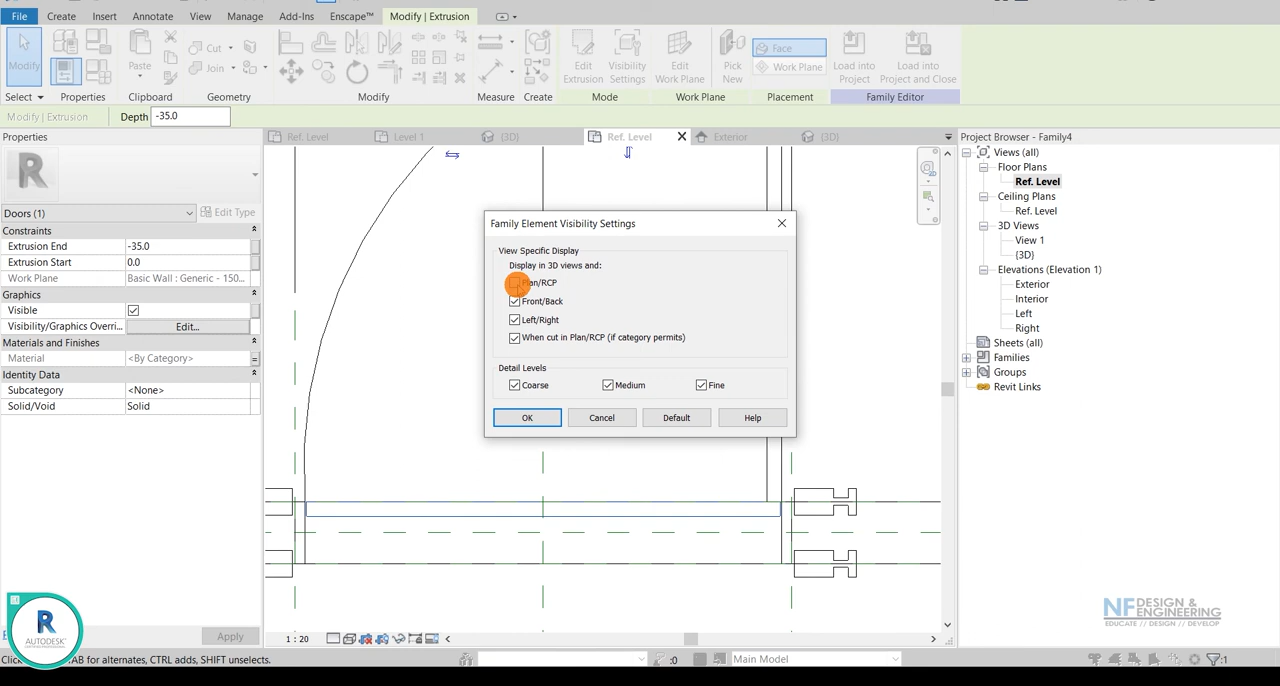 File Create Insert Annotate View Manage Add-Ins Enscape™ Modify | Extrusion
Modify
Paste
Cut
Join
Edit Extrusion
Visibility Settings
Edit Work Plane
Pick New
Face
Work Plane
Load into Project
Load into Project and Close
Select Properties Clipboard Geometry Modify Measure Create Mode Work Plane Placement Family Editor
Modify | Extrusion Depth -35.0
Properties
Ref. Level Level 1 {3D} Ref. Level Exterior {3D}
Project Browser - Family4
Doors (1) Edit Type
Constraints
Extrusion End -35.0
Extrusion Start 0.0
Work Plane Basic Wall : Generic - 150...
Graphics
Visible
Visibility/Graphics Overri... Edit...
Materials and Finishes
Material <By Category>
Identity Data
Subcategory <None>
Solid/Void Solid
Apply
R
AUTODESK
Family Element Visibility Settings
View Specific Display
Display in 3D views and:
Plan/RCP
Front/Back
Left/Right
When cut in Plan/RCP (if category permits)
Detail Levels
Coarse Medium Fine
OK Cancel Default Help
Views (all)
Floor Plans
Ref. Level
Ceiling Plans
Ref. Level
3D Views
View 1
{3D}
Elevations (Elevation 1)
Exterior
Interior
Left
Right
Sheets (all)
Families
Groups
Revit Links
NF DESIGN & ENGINEERING
EDUCATE // DESIGN // DEVELOP
1 : 20
TAB for alternates, CTRL adds, SHIFT unselects.
:0
Main Model
:1